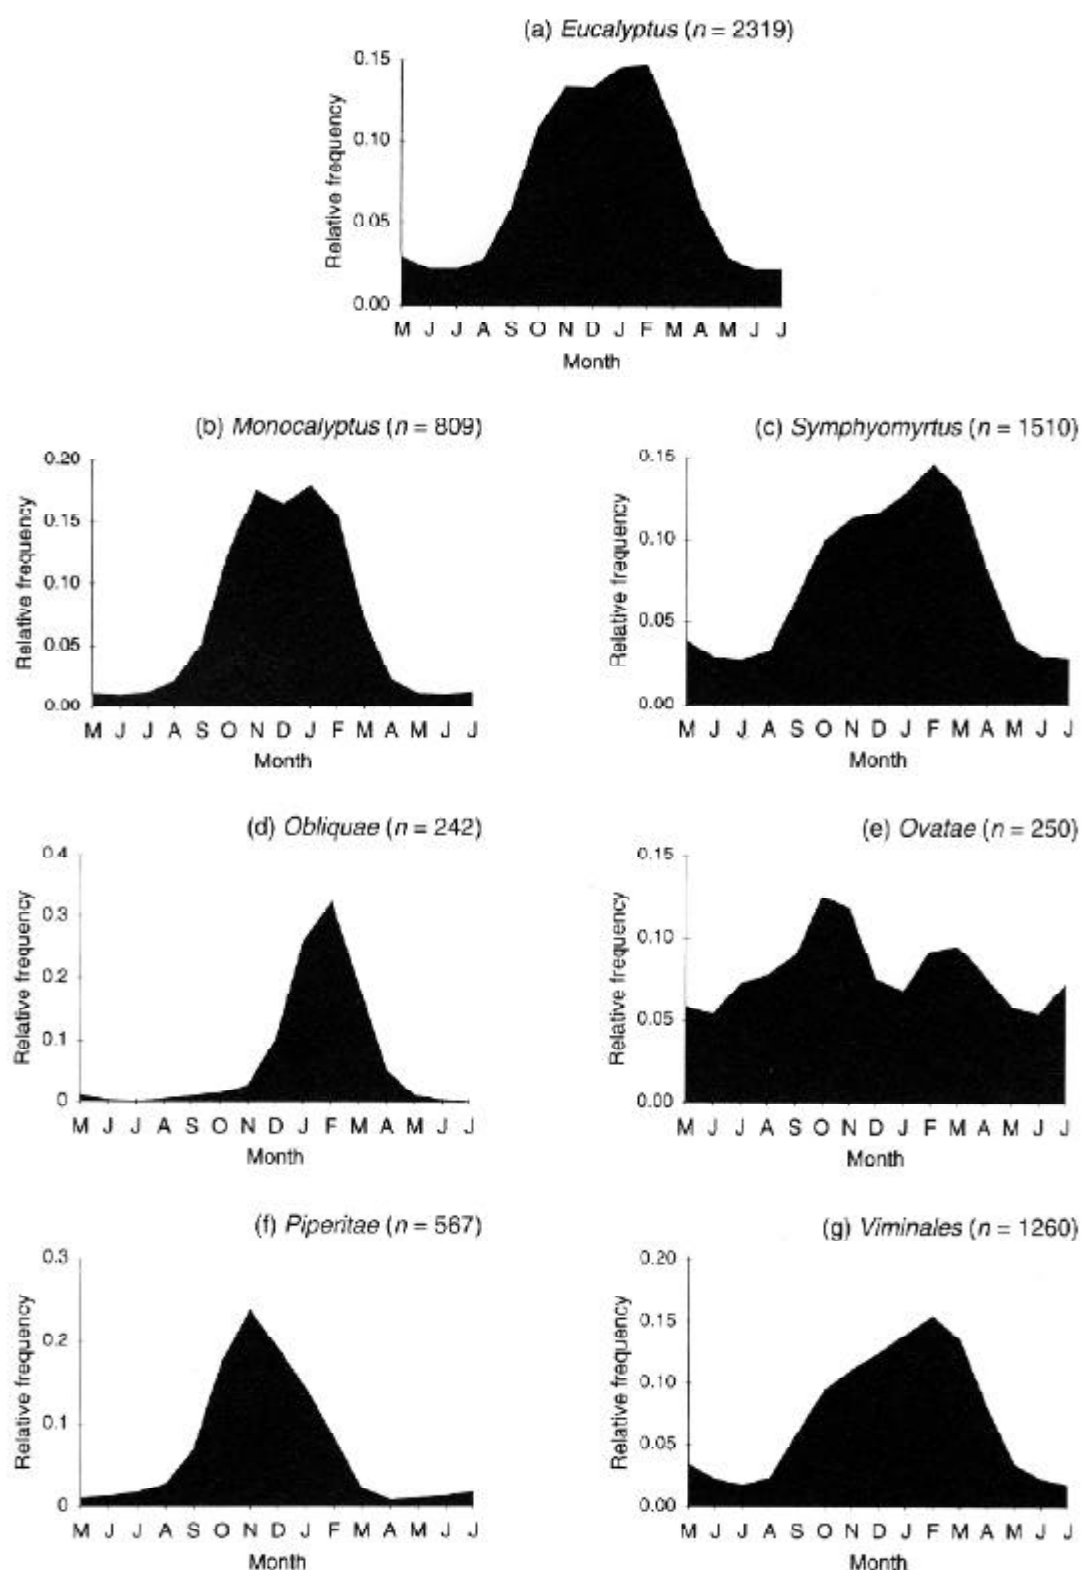 (a) Eucalyptus (n = 2319)
0.15
0.10
0.05
0.00
Relative frequency
M J J A S O N D J F M A M J J
Month
(b) Monocalyptus (n = 809)
0.20
0.15
0.10
0.05
0.00
Relative frequency
M J J A S O N D J F M A M J J
Month
(c) Symphyomyrtus (n = 1510)
0.15
0.10
0.05
0.00
Relative frequency
M J J A S O N D J F M A M J J
Month
(d) Obliquae (n = 242)
0.4
0.3
0.2
0.1
0
Relative frequency
M J J A S O N D J F M A M J J
Month
(e) Ovatae (n = 250)
0.15
0.10
0.05
0.00
Relative frequency
M J J A S O N D J F M A M J J
Month
(f) Piperitae (n = 567)
0.3
0.2
0.1
0
Relative frequency
M J J A S O N D J F M A M J J
Month
(g) Viminales (n = 1260)
0.20
0.15
0.10
0.05
0.00
Relative frequency
M J J A S O N D J F M A M J J
Month